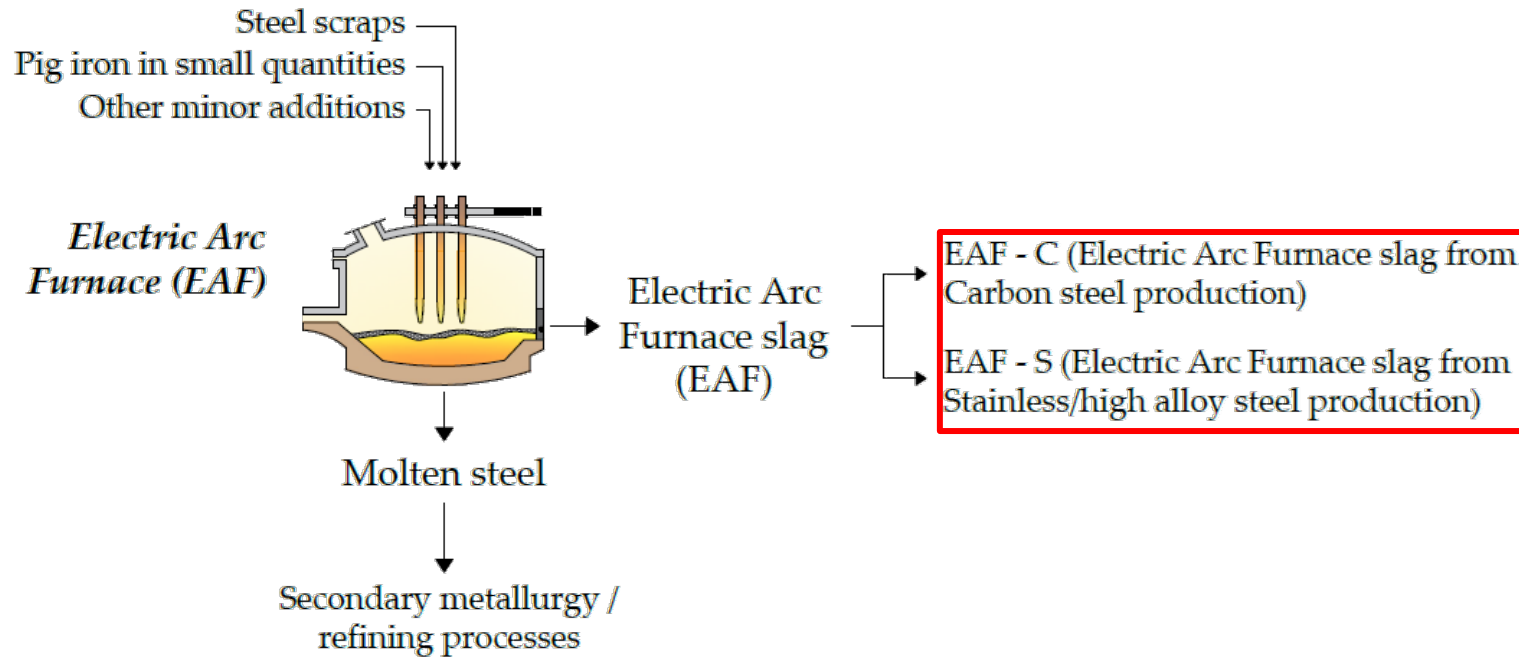 Steel scraps
Pig iron in small quantities
Other minor additions
Electric Arc
Furnace (EAF)
Electric Arc
Furnace slag
(EAF)
EAF - C (Electric Arc Furnace slag from
Carbon steel production)
EAF - S (Electric Arc Furnace slag from
Stainless/high alloy steel production)
Molten steel
Secondary metallurgy /
refining processes